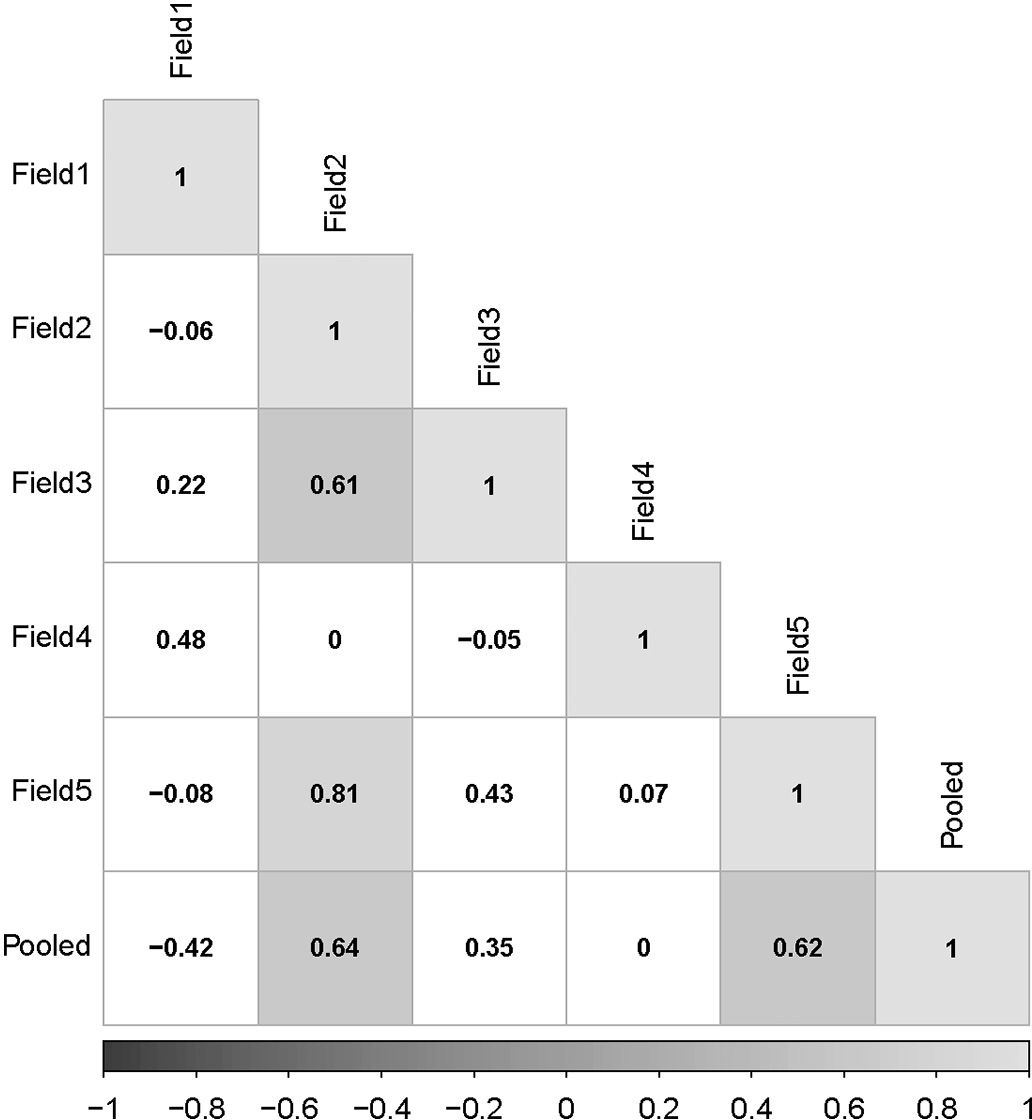 Field1
Field1 1 Field2
Field2 −0.06 1 Field3
Field3 0.22 0.61 1 Field4
Field4 0.48 0 −0.05 1 Field5
Field5 −0.08 0.81 0.43 0.07 1 Pooled
Pooled −0.42 0.64 0.35 0 0.62 1
−1 −0.8 −0.6 −0.4 −0.2 0 0.2 0.4 0.6 0.8 1